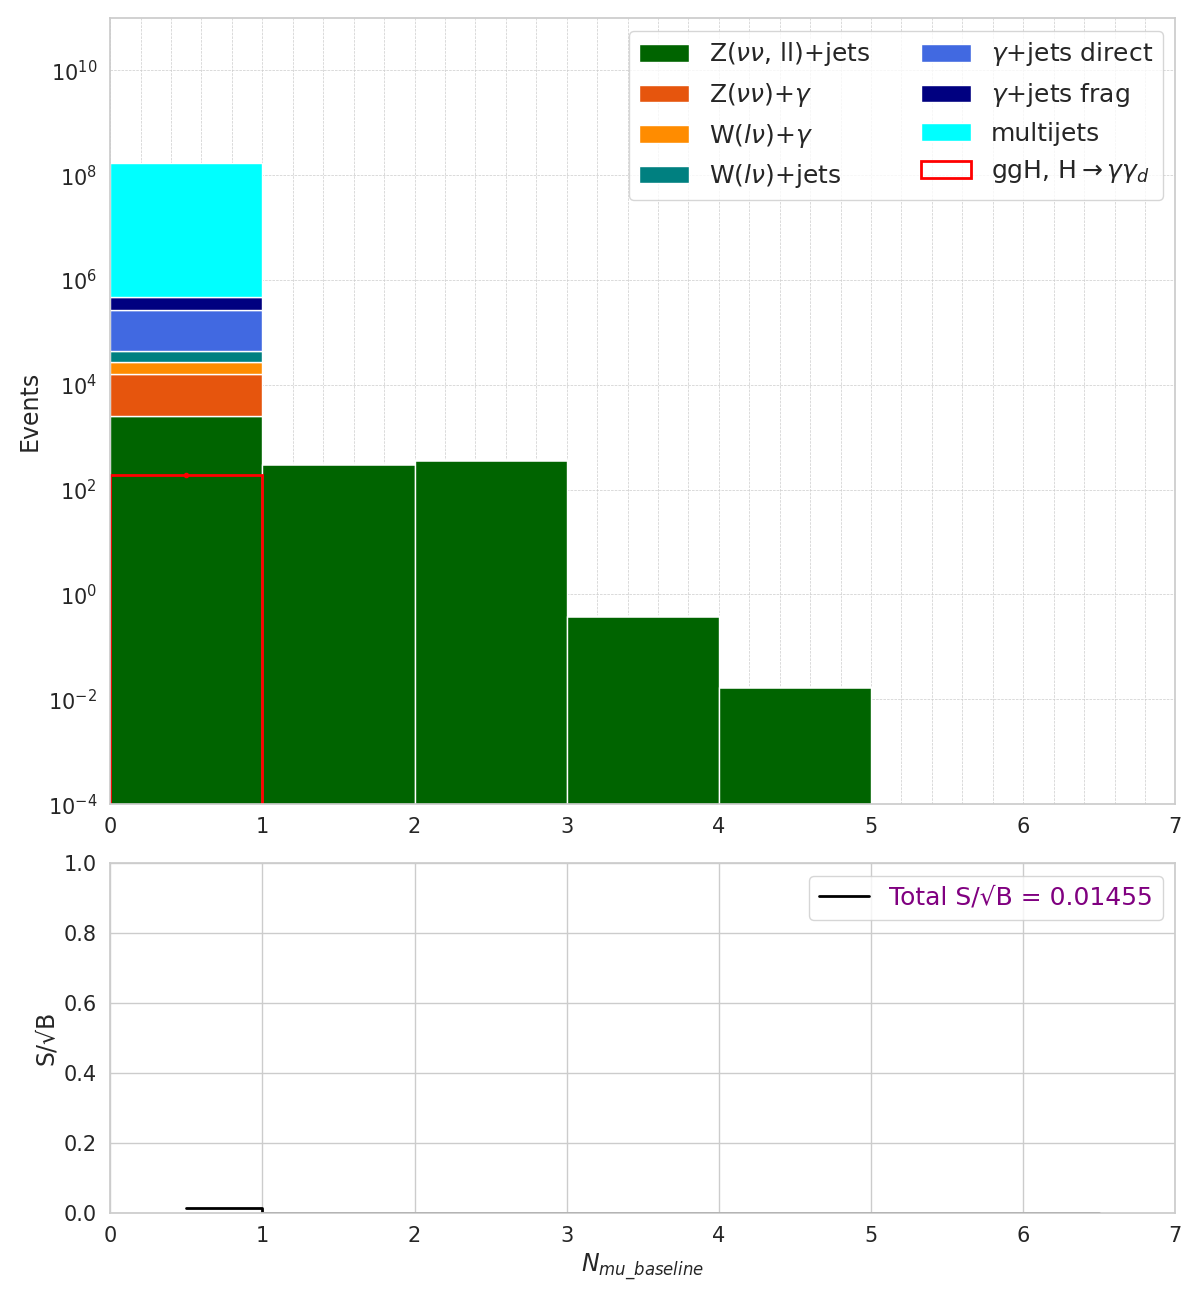 Z(νν, ll)+jets
Z(νν)+γ
W(lν)+γ
W(lν)+jets
γ+jets direct
γ+jets frag
multijets
ggH, H→γγ_d
Events
10^10
10^8
10^6
10^4
10^2
10^0
10^−2
10^−4
0 1 2 3 4 5 6 7
Total S/√B = 0.01455
S/√B
1.0
0.8
0.6
0.4
0.2
0.0
0 1 2 3 4 5 6 7
N_mu_baseline